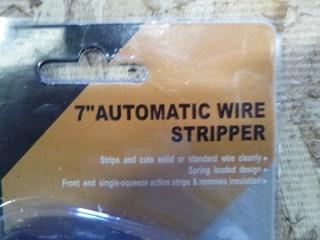 7"AUTOMATIC WIRE
STRIPPER
Strips and cuts solid or standard wire cleanly
Spring loaded design
Front end single-squeeze action strips & removes insulation